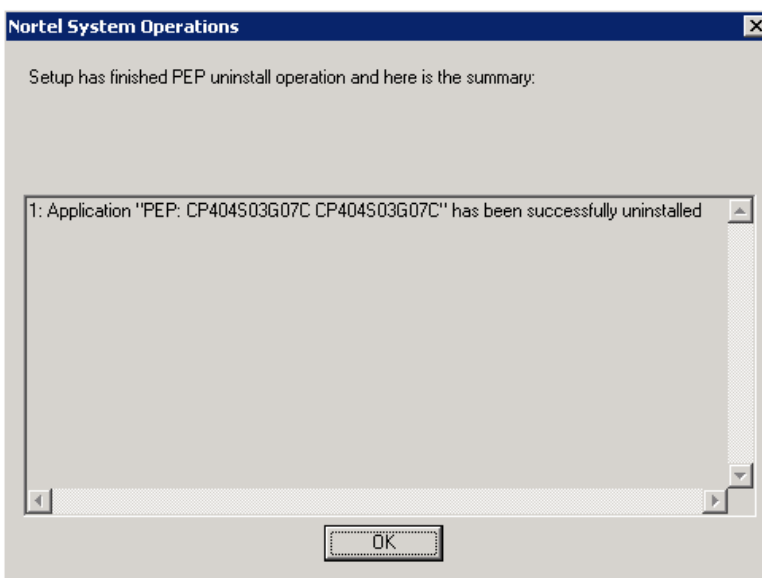 Nortel System Operations
Setup has finished PEP uninstall operation and here is the summary:
1: Application "PEP: CP404S03G07C CP404S03G07C" has been successfully uninstalled
OK